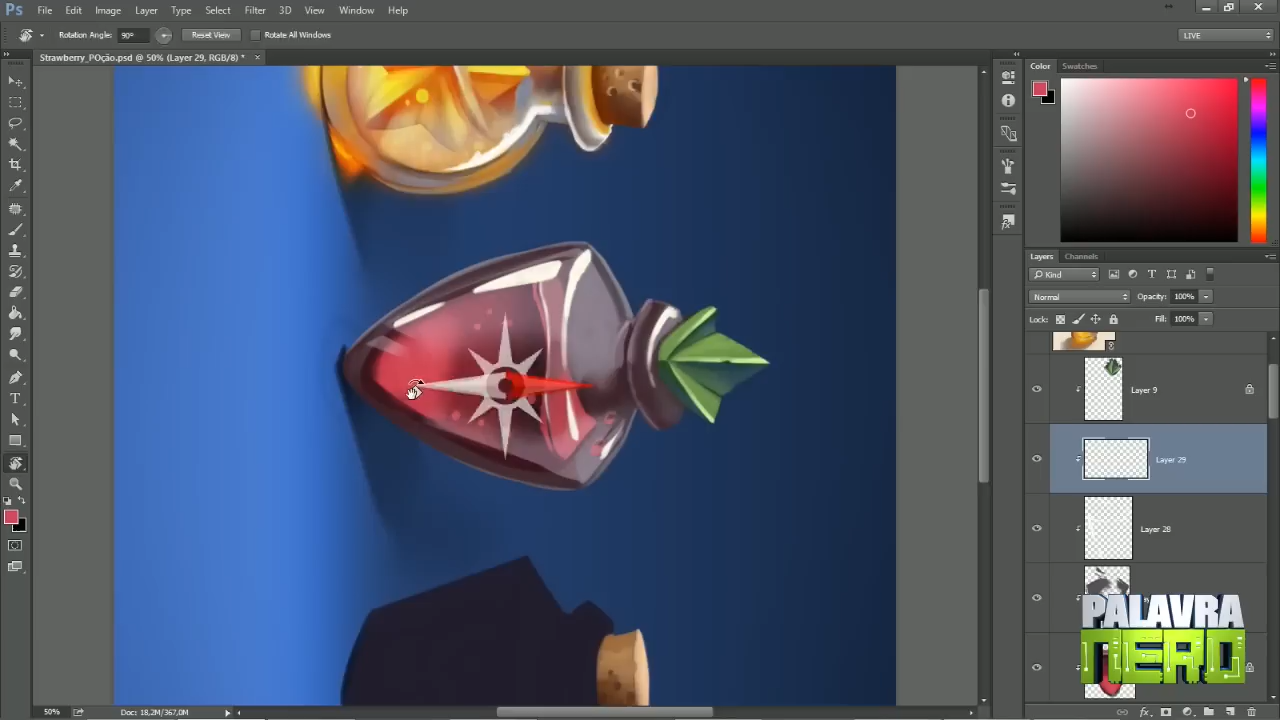 Ps File Edit Image Layer Type Select Filter 3D View Window Help
Rotation Angle: 90° Reset View Rotate All Windows LIVE
Strawberry_POção.psd @ 50% (Layer 29, RGB/8) *
Color Swatches
Layers Channels
Kind
Normal Opacity: 100%
Lock: Fill: 100%
Layer 9
Layer 29
Layer 28
PALAVRA
NERD
50% Doc: 18,2M/367,0M